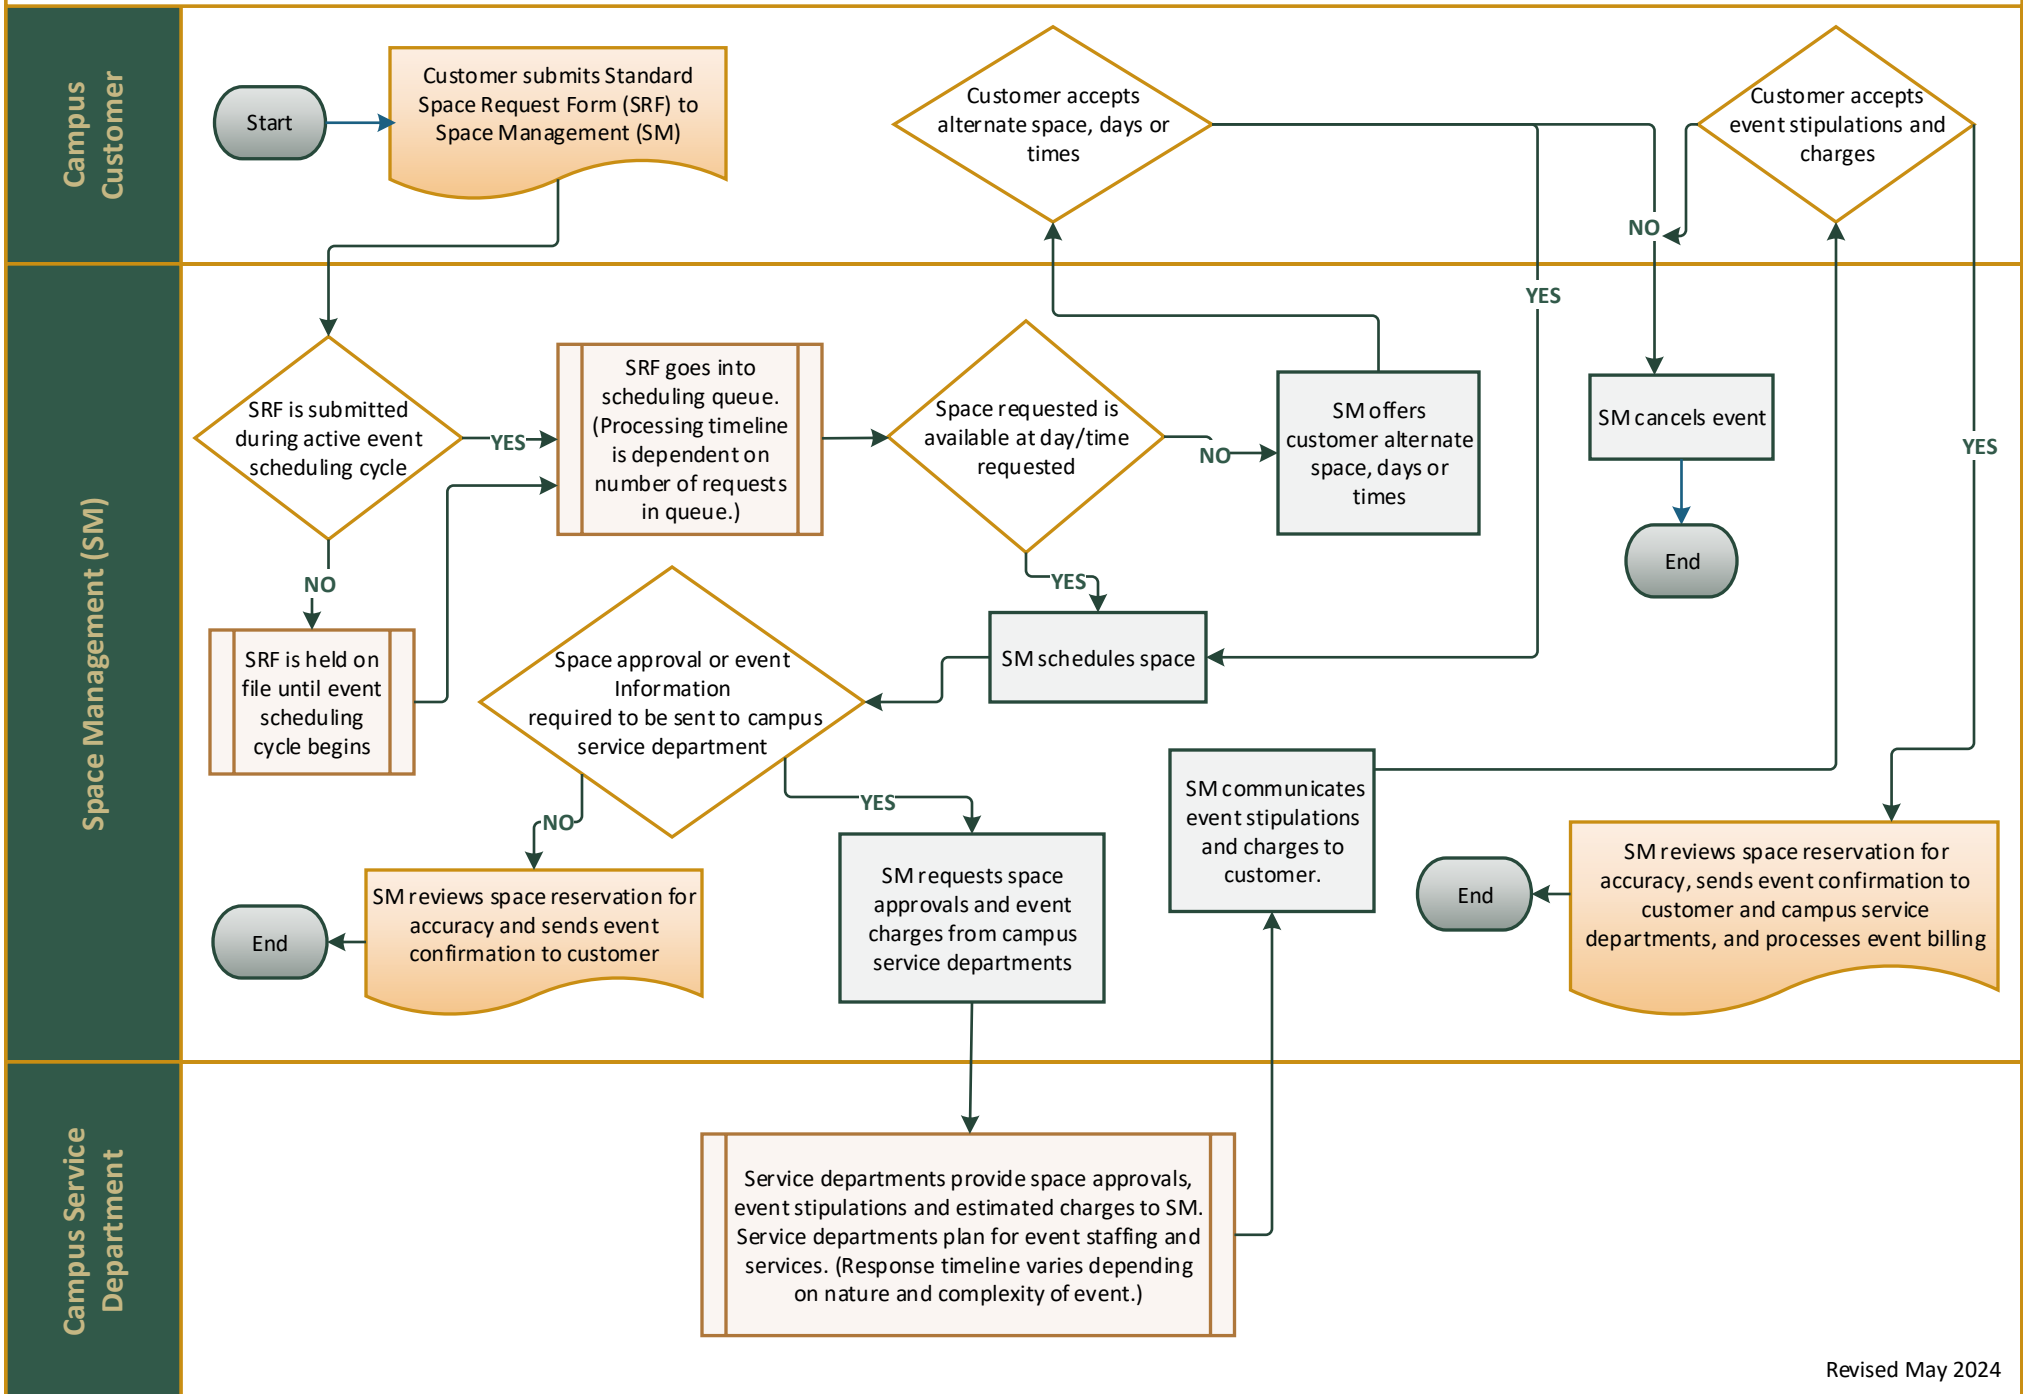 Campus
Customer
Start
Customer submits Standard
Space Request Form (SRF) to
Space Management (SM)
Customer accepts
alternate space, days or
times
Customer accepts
event stipulations and
charges
NO
YES
YES
Space Management (SM)
SRF is submitted
during active event
scheduling cycle
YES
NO
SRF goes into
scheduling queue.
(Processing timeline
is dependent on
number of requests
in queue.)
Space requested is
available at day/time
requested
NO
YES
SM offers
customer alternate
space, days or
times
SM cancels event
End
SRF is held on
file until event
scheduling
cycle begins
Space approval or event
Information
required to be sent to campus
service department
SM schedules space
NO
YES
SM reviews space reservation for
accuracy and sends event
confirmation to customer
End
SM requests space
approvals and event
charges from campus
service departments
SM communicates
event stipulations
and charges to
customer.
End
SM reviews space reservation for
accuracy, sends event confirmation to
customer and campus service
departments, and processes event billing
Campus Service
Department
Service departments provide space approvals,
event stipulations and estimated charges to SM.
Service departments plan for event staffing and
services. (Response timeline varies depending
on nature and complexity of event.)
Revised May 2024